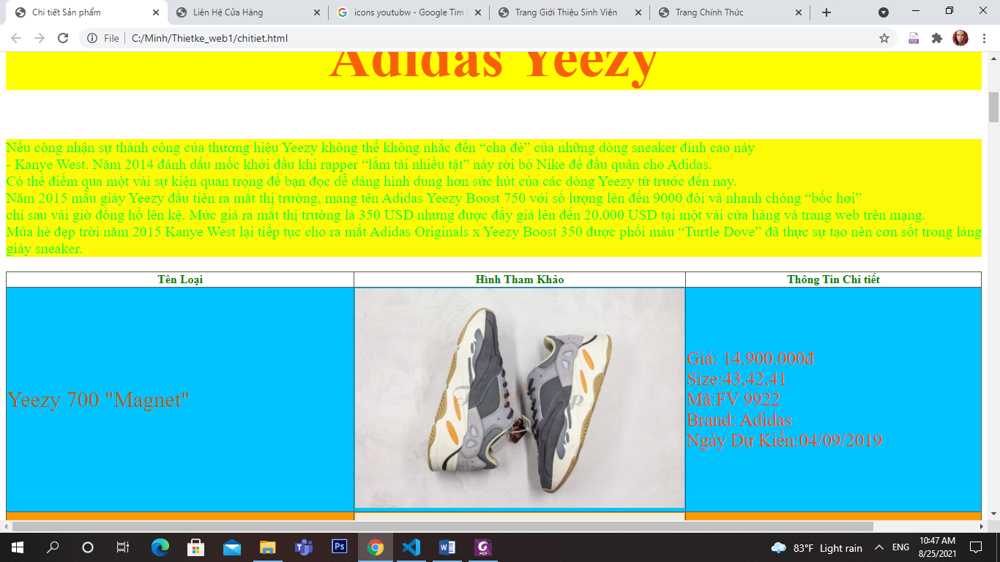 Chi tiết Sản phẩm
Liên Hệ Cửa Hàng
icons youtubw - Google Tìm
Trang Giới Thiệu Sinh Viên
Trang Chính Thức
File
C:/Minh/Thietke_web1/chitiet.html
Adidas Yeezy
Nếu công nhận sự thành công của thương hiệu Yeezy không thể không nhắc đến “cha đẻ” của những dòng sneaker đỉnh cao này
- Kanye West. Năm 2014 đánh dấu mốc khởi đầu khi rapper “lắm tài nhiều tật” này rời bỏ Nike để đầu quân cho Adidas.
Có thể điểm qua một vài sự kiện quan trọng để bạn đọc dễ dàng hình dung hơn sức hút của các dòng Yeezy từ trước đến nay.
Năm 2015 mẫu giày Yeezy đầu tiên ra mắt thị trường, mang tên Adidas Yeezy Boost 750 với số lượng lên đến 9000 đôi và nhanh chóng “bốc hơi”
chỉ sau vài giờ đồng hồ lên kệ. Mức giá ra mắt thị trường là 350 USD nhưng được đẩy giá lên đến 20.000 USD tại một vài cửa hàng và trang web trên mạng.
Mùa hè đẹp trời năm 2015 Kanye West lại tiếp tục cho ra mắt Adidas Originals x Yeezy Boost 350 được phối màu “Turtle Dove” đã thực sự tạo nên cơn sốt trong làng
giày sneaker.
Tên Loại
Hình Tham Khảo
Thông Tin Chi tiết
Yeezy 700 "Magnet"
Giá: 14.900.000đ
Size:43,42,41
Mã:FV 9922
Brand: Adidas
Ngày Dự Kiến:04/09/2019
83°F Light rain
ENG
10:47 AM
8/25/2021